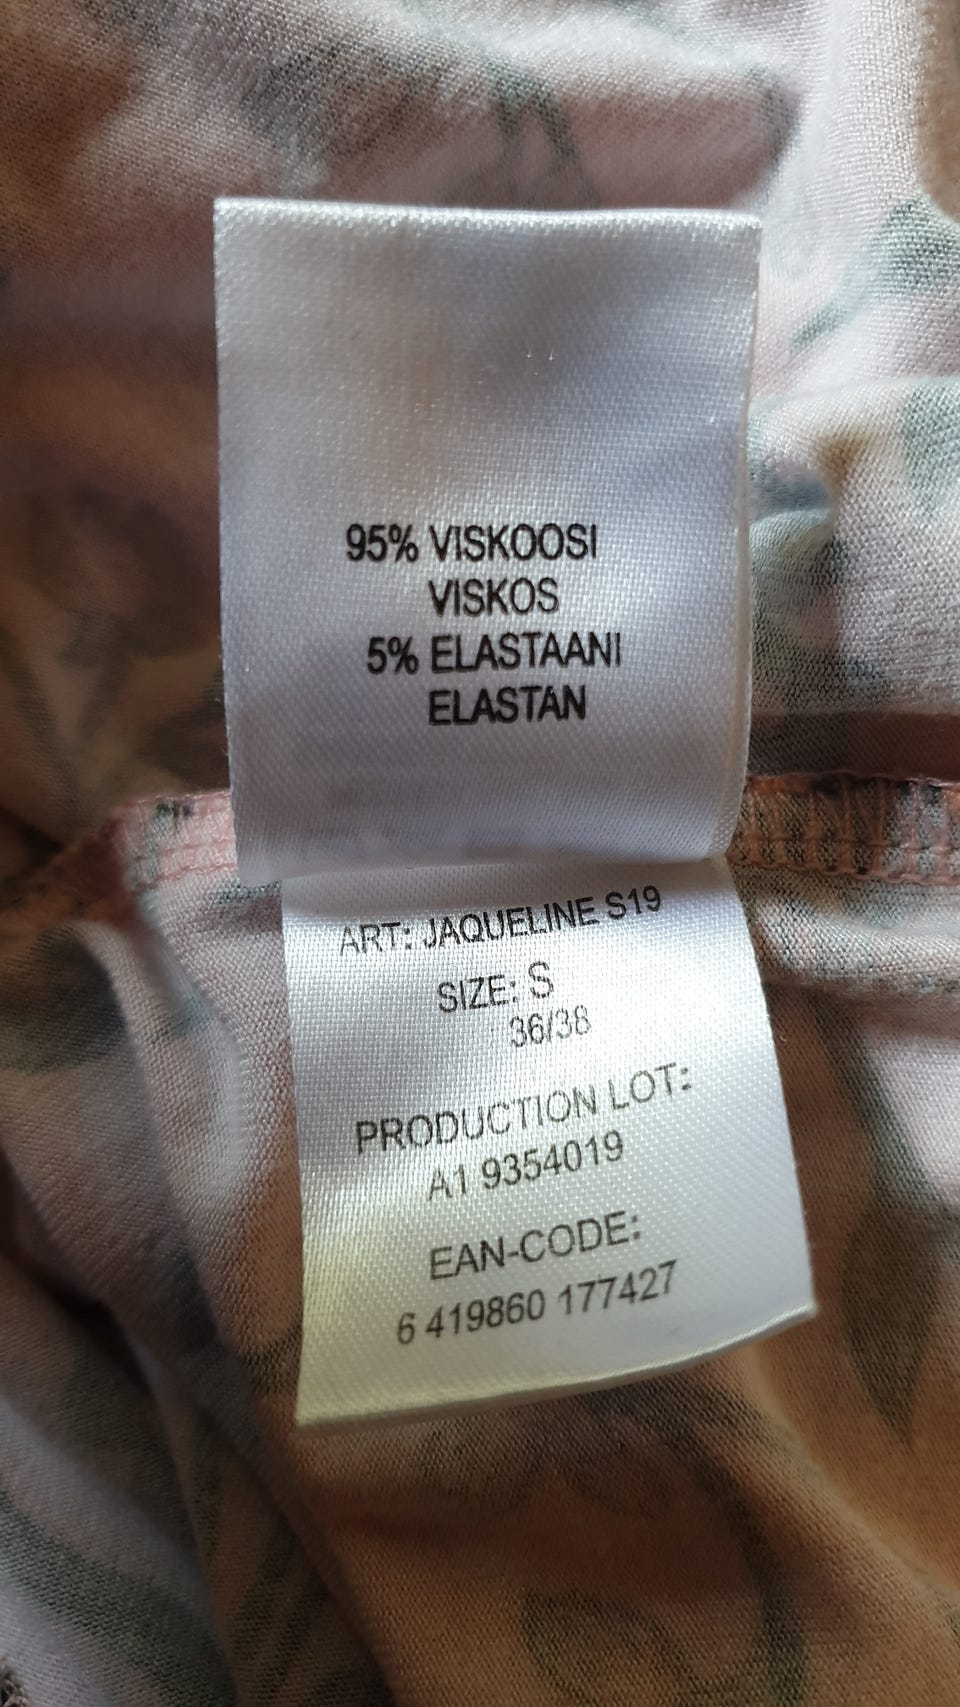 95% VISKOOSI
VISKOS
5% ELASTAANI
ELASTAN
ART: JAQUELINE S19
SIZE: S
36/38
PRODUCTION LOT:
A1 9354019
EAN-CODE:
6 419860 177427